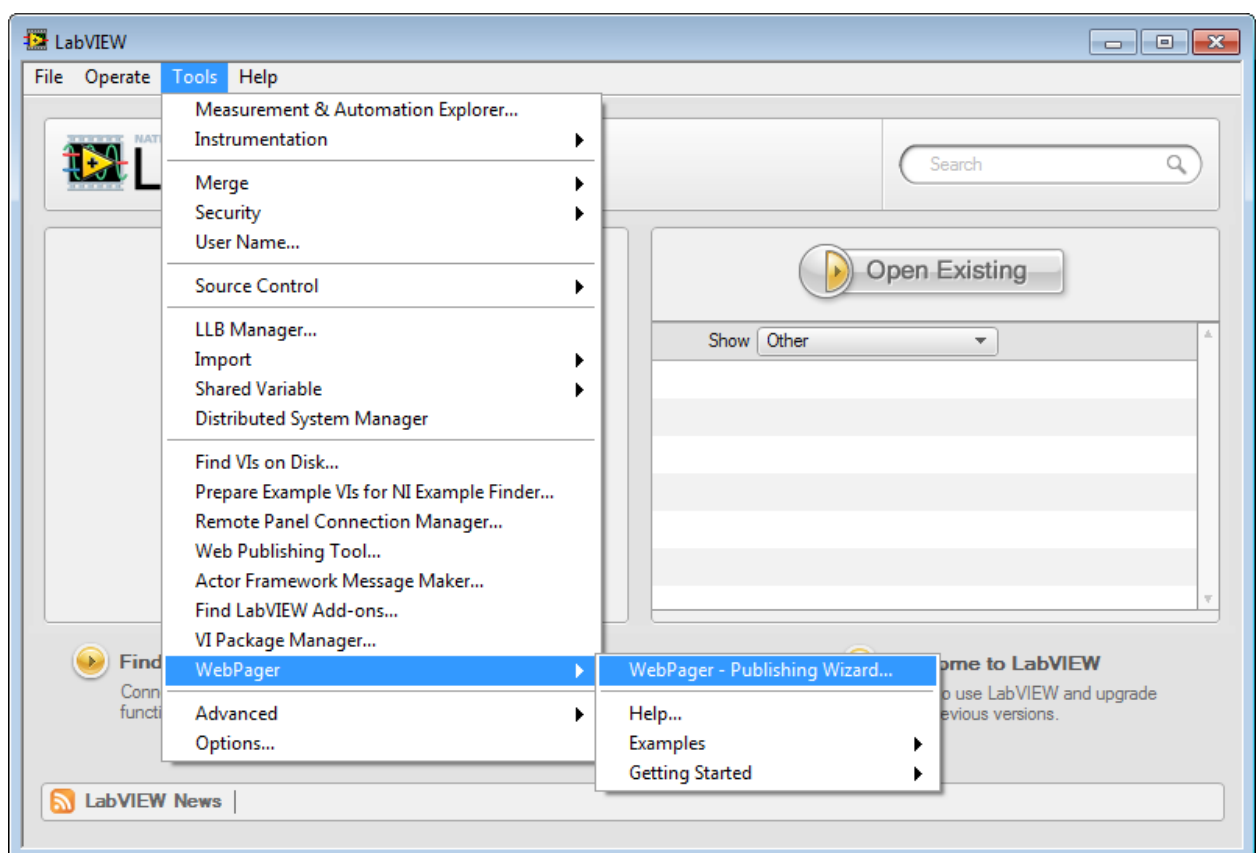 LabVIEW
File Operate Tools Help
Measurement & Automation Explorer...
Instrumentation
Merge
Security
User Name...
Source Control
LLB Manager...
Import
Shared Variable
Distributed System Manager
Find VIs on Disk...
Prepare Example VIs for NI Example Finder...
Remote Panel Connection Manager...
Web Publishing Tool...
Actor Framework Message Maker...
Find LabVIEW Add-ons...
VI Package Manager...
WebPager
Advanced
Options...
WebPager - Publishing Wizard...
Help...
Examples
Getting Started
NATI
L
Search
Open Existing
Show Other
Find
Conn
functi
ome to LabVIEW
o use LabVIEW and upgrade
evious versions.
LabVIEW News